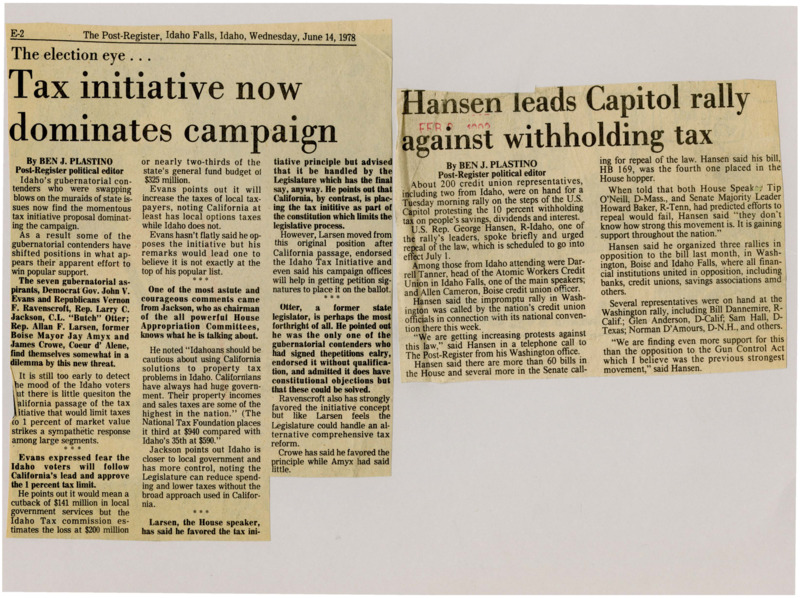 E-2 The Post-Register, Idaho Falls, Idaho, Wednesday, June 14, 1978
The election eye . . .
Tax initiative now
dominates campaign
By BEN J. PLASTINO
Post-Register political editor
Idaho's gubernatorial con-
tenders who were swapping
blows on the muraids of state is-
sues now find the momentous
tax initiative proposal dominat-
ing the campaign.
As a result some of the
gubernatorial contenders have
shifted positions in what ap-
pears their apparent effort to
win popular support.
The seven gubernatorial as-
pirants, Democrat Gov. John V.
Evans and Republicans Vernon
F. Ravenscroft, Rep. Larry C.
Jackson, C.L. "Butch" Otter;
Rep. Allan F. Larsen, former
Boise Mayor Jay Amyx and
James Crowe, Coeur d'Alene,
find themselves somewhat in a
dilemma by this new threat.
It is still too early to detect
the mood of the Idaho voters
but there is little quesiton the
California passage of the tax
initiative that would limit taxes
to 1 percent of market value
strikes a sympathetic response
among large segments.
* * *
Evans expressed fear the
Idaho voters will follow
California's lead and approve
the 1 percent tax limit.
He points out it would mean a
cutback of $141 million in local
government services but the
Idaho Tax commission es-
timates the loss at $200 million
or nearly two-thirds of the
state's general fund budget of
$325 million.
Evans points out it will
increase the taxes of local tax-
payers, noting California at
least has local options taxes
while Idaho does not.
Evans hasn't flatly said he op-
poses the initiative but his
remarks would lead one to
believe it is not exactly at the
top of his popular list.
* * *
One of the most astute and
courageous comments came
from Jackson, who as chairman
of the all powerful House
Appropriation Committees,
knows what he is talking about.
He noted "Idahoans should be
cautious about using California
solutions to property tax
problems in Idaho. Californians
have always had huge govern-
ment. Their property incomes
and sales taxes are some of the
highest in the nation." (The
National Tax Foundation places
it third at $940 compared with
Idaho's 35th at $590."
Jackson points out Idaho is
closer to local government and
has more control, noting the
Legislature can reduce spend-
ing and lower taxes without the
broad approach used in Califor-
nia.
* * *
Larsen, the House speaker,
has said he favored the tax ini-
tiative principle but advised
that it be handled by the
Legislature which has the final
say, anyway. He points out that
California, by contrast, is plac-
ing the tax initiative as part of
the constitution which limits the
legislative process.
However, Larsen moved from
this original position after
California passage, endorsed
the Idaho Tax Initiative and
even said his campaign offices
will help in getting petition sig-
natures to place it on the ballot.
* * *
Otter, a former state
legislator, is perhaps the most
forthright of all. He pointed out
he was the only one of the
gubernatorial contenders who
had signed thepetitions ealry,
endorsed it without qualifica-
tion, and admitted it does have
constitutional objections but
that these could be solved.
Ravenscroft also has strongly
favored the initiative concept
but like Larsen feels the
Legislature could handle an al-
ternative comprehensive tax
reform.
Crowe has said he favored the
principle while Amyx had said
little.
Hansen leads Capitol rally
against withholding tax
By BEN J. PLASTINO
Post-Register political editor
About 200 credit union representatives,
including two from Idaho, were on hand for a
Tuesday morning rally on the steps of the U.S.
Capitol protesting the 10 percent withholding
tax on people's savings, dividends and interest.
U.S. Rep. George Hansen, R-Idaho, one of
the rally's leaders, spoke briefly and urged
repeal of the law, which is scheduled to go into
effect July 1.
Among those from Idaho attending were Dar-
rell Tanner, head of the Atomic Workers Credit
Union in Idaho Falls, one of the main speakers;
and Allen Cameron, Boise credit union officer.
Hansen said the impromptu rally in Wash-
ington was called by the nation's credit union
officials in connection with its national conven-
tion there this week.
"We are getting increasing protests against
this law," said Hansen in a telephone call to
The Post-Register from his Washington office.
Hansen said there are more than 60 bills in
the House and several more in the Senate call-
ing for repeal of the law. Hansen said his bill,
HB 169, was the fourth one placed in the
House hopper.
When told that both House Speaker Tip
O'Neill, D-Mass., and Senate Majority Leader
Howard Baker, R-Tenn, had predicted efforts to
repeal would fail, Hansen said "they don't
know how strong this movement is. It is gaining
support throughout the nation."
Hansen said he organized three rallies in
opposition to the bill last month, in Wash-
ington, Boise and Idaho Falls, where all finan-
cial institutions united in opposition, including
banks, credit unions, savings associations amd
others.
Several representatives were on hand at the
Washington rally, including Bill Dannemire, R-
Calif.; Glen Anderson, D-Calif; Sam Hall, D-
Texas; Norman D'Amours, D-N.H., and others.
"We are finding even more support for this
than the opposition to the Gun Control Act
which I believe was the previous strongest
movement," said Hansen.